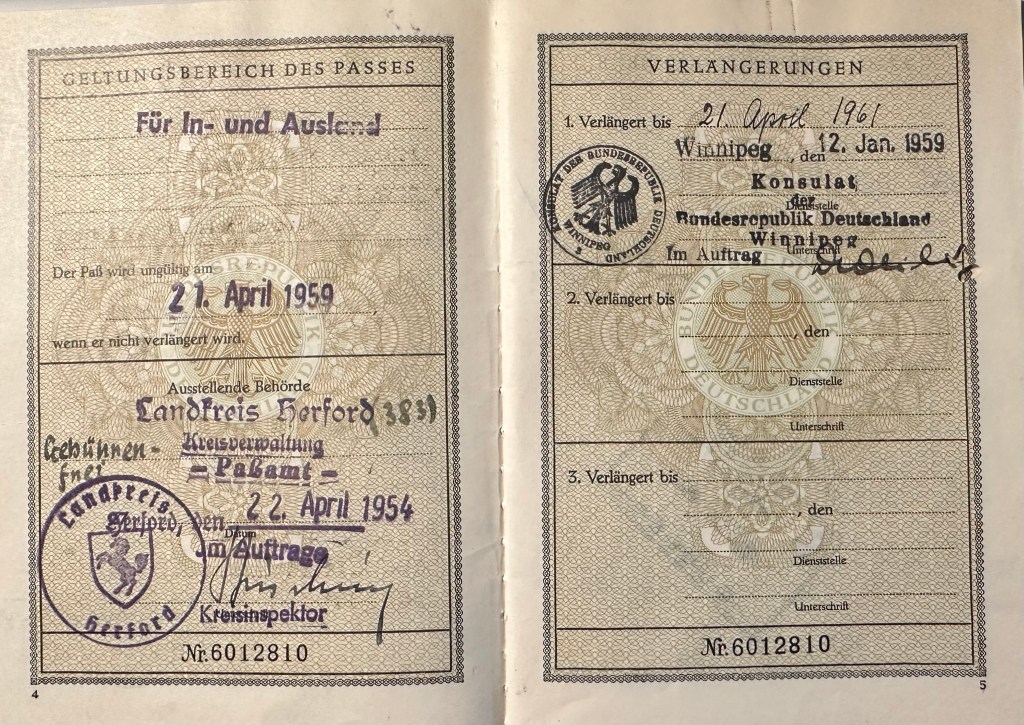 GELTUNGSBEREICH DES PASSES
Für In- und Ausland
Der Paß wird ungültig am
21. April 1959
wenn er nicht verlängert wird.
BUNDESREPUBLIK DEUTSCHLAND
Ausstellende Behörde
Landkreis Herford (383)
Gebühren-
frei
Kreisverwaltung
– Paßamt –
Herford, den 22. April 1954
Datum
Im Auftrage
Kreisinspektor
Landkreis
Herford
Nr. 6012810
4
VERLÄNGERUNGEN
1. Verlängert bis 21. April 1961
Winnipeg, den 12. Jan. 1959
Konsulat
der
Dienststelle
Bundesrepublik Deutschland
Winnipeg
Unterschrift
Im Auftrag
KONSULAT DER BUNDESREPUBLIK DEUTSCHLAND
WINNIPEG
2. Verlängert bis
, den
Dienststelle
Unterschrift
BUNDESREPUBLIK DEUTSCHLAND
3. Verlängert bis
, den
Dienststelle
Unterschrift
Nr. 6012810
5